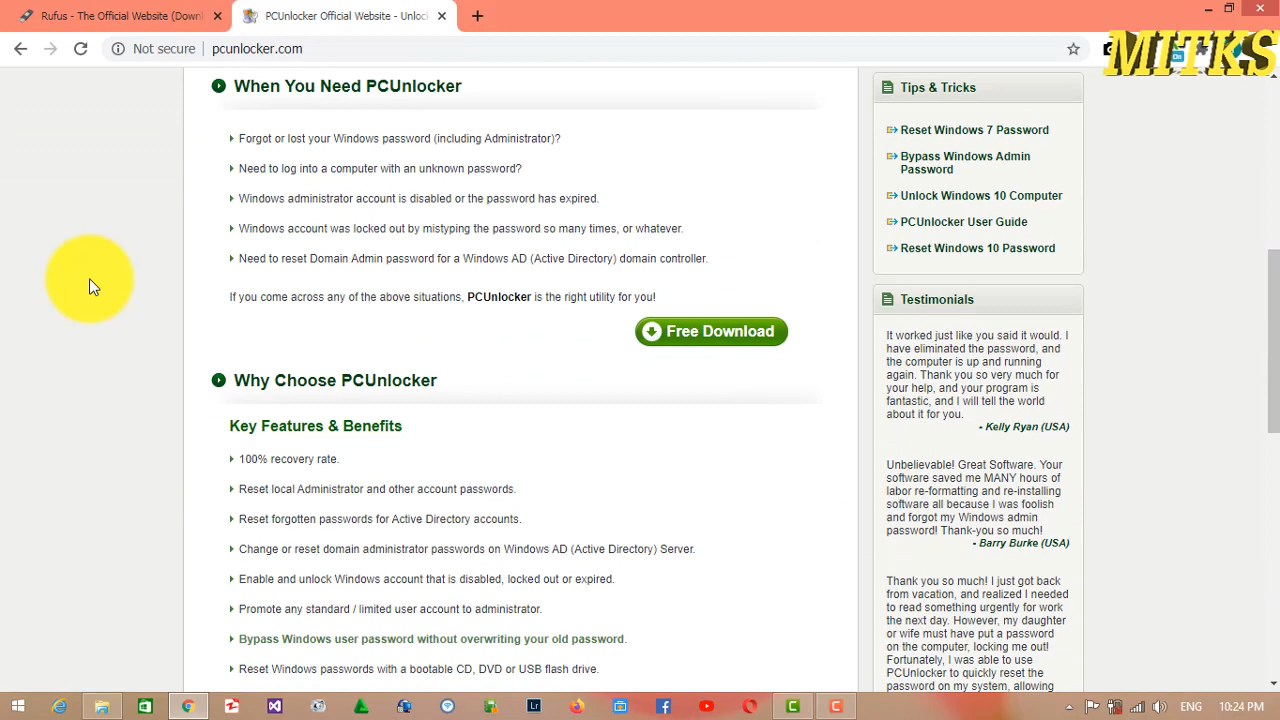 Rufus - The Official Website (Down
PCUnlocker Official Website - Unloc
Not secure
pcunlocker.com
MITKS
When You Need PCUnlocker
Forgot or lost your Windows password (including Administrator)?
Need to log into a computer with an unknown password?
Windows administrator account is disabled or the password has expired.
Windows account was locked out by mistyping the password so many times, or whatever.
Need to reset Domain Admin password for a Windows AD (Active Directory) domain controller.
If you come across any of the above situations, PCUnlocker is the right utility for you!
Free Download
Why Choose PCUnlocker
Key Features & Benefits
100% recovery rate.
Reset local Administrator and other account passwords.
Reset forgotten passwords for Active Directory accounts.
Change or reset domain administrator passwords on Windows AD (Active Directory) Server.
Enable and unlock Windows account that is disabled, locked out or expired.
Promote any standard / limited user account to administrator.
Bypass Windows user password without overwriting your old password.
Reset Windows passwords with a bootable CD, DVD or USB flash drive.
Tips & Tricks
Reset Windows 7 Password
Bypass Windows Admin
Password
Unlock Windows 10 Computer
PCUnlocker User Guide
Reset Windows 10 Password
Testimonials
It worked just like you said it would. I
have eliminated the password, and
the computer is up and running
again. Thank you so very much for
your help, and your program is
fantastic, and I will tell the world
about it for you.
- Kelly Ryan (USA)
Unbelievable! Great Software. Your
software saved me MANY hours of
labor re-formatting and re-installing
software all because I was foolish
and forgot my Windows admin
password! Thank-you so much!
- Barry Burke (USA)
Thank you so much! I just got back
from vacation, and realized I needed
to read something urgently for work
the next day. However, my daughter
or wife must have put a password
on the computer, locking me out!
Fortunately, I was able to use
PCUnlocker to quickly reset the
password on my system, allowing
Lr
ENG
10:24 PM